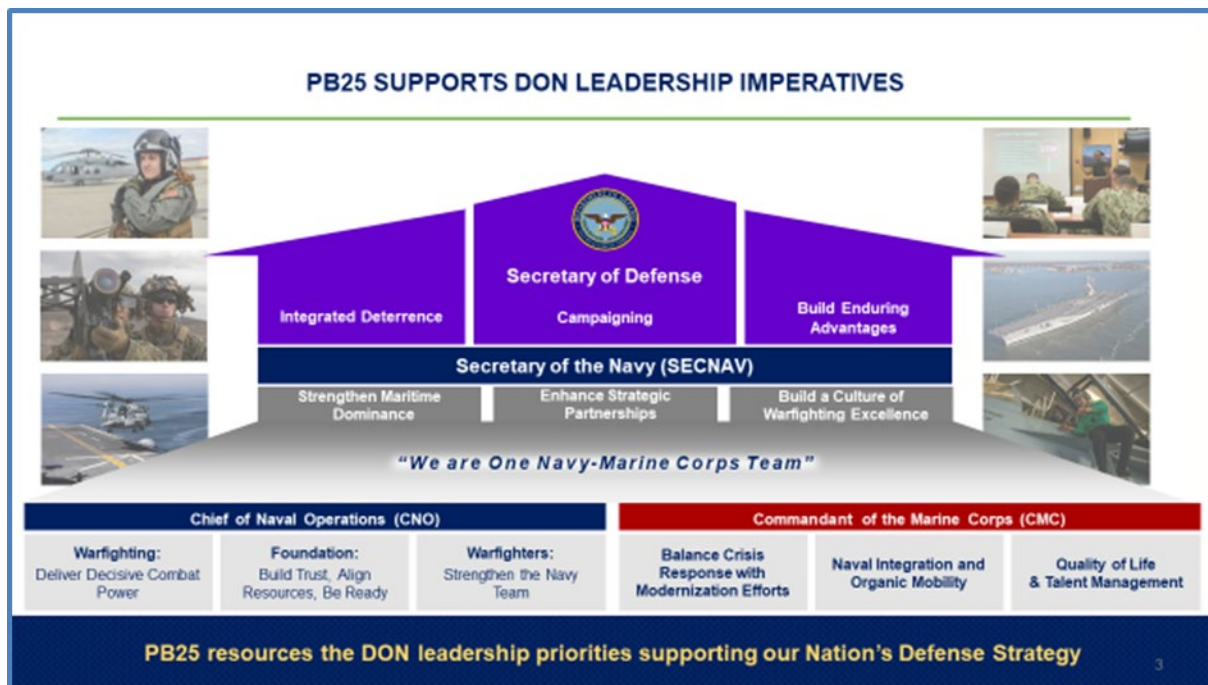 PB25 SUPPORTS DON LEADERSHIP IMPERATIVES
Secretary of Defense
Integrated Deterrence
Campaigning
Build Enduring
Advantages
Secretary of the Navy (SECNAV)
Strengthen Maritime
Dominance
Enhance Strategic
Partnerships
Build a Culture of
Warfighting Excellence
“We are One Navy-Marine Corps Team”
Chief of Naval Operations (CNO)
Warfighting:
Deliver Decisive Combat
Power
Foundation:
Build Trust, Align
Resources, Be Ready
Warfighters:
Strengthen the Navy
Team
Commandant of the Marine Corps (CMC)
Balance Crisis
Response with
Modernization Efforts
Naval Integration and
Organic Mobility
Quality of Life
& Talent Management
PB25 resources the DON leadership priorities supporting our Nation’s Defense Strategy
3